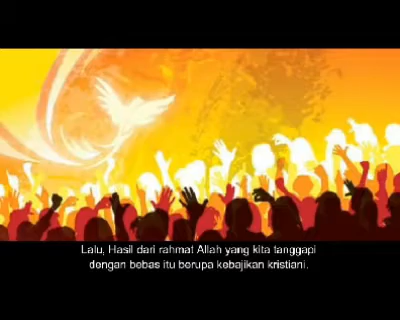 Lalu, Hasil dari rahmat Allah yang kita tanggapi
dengan bebas itu berupa kebajikan kristiani.